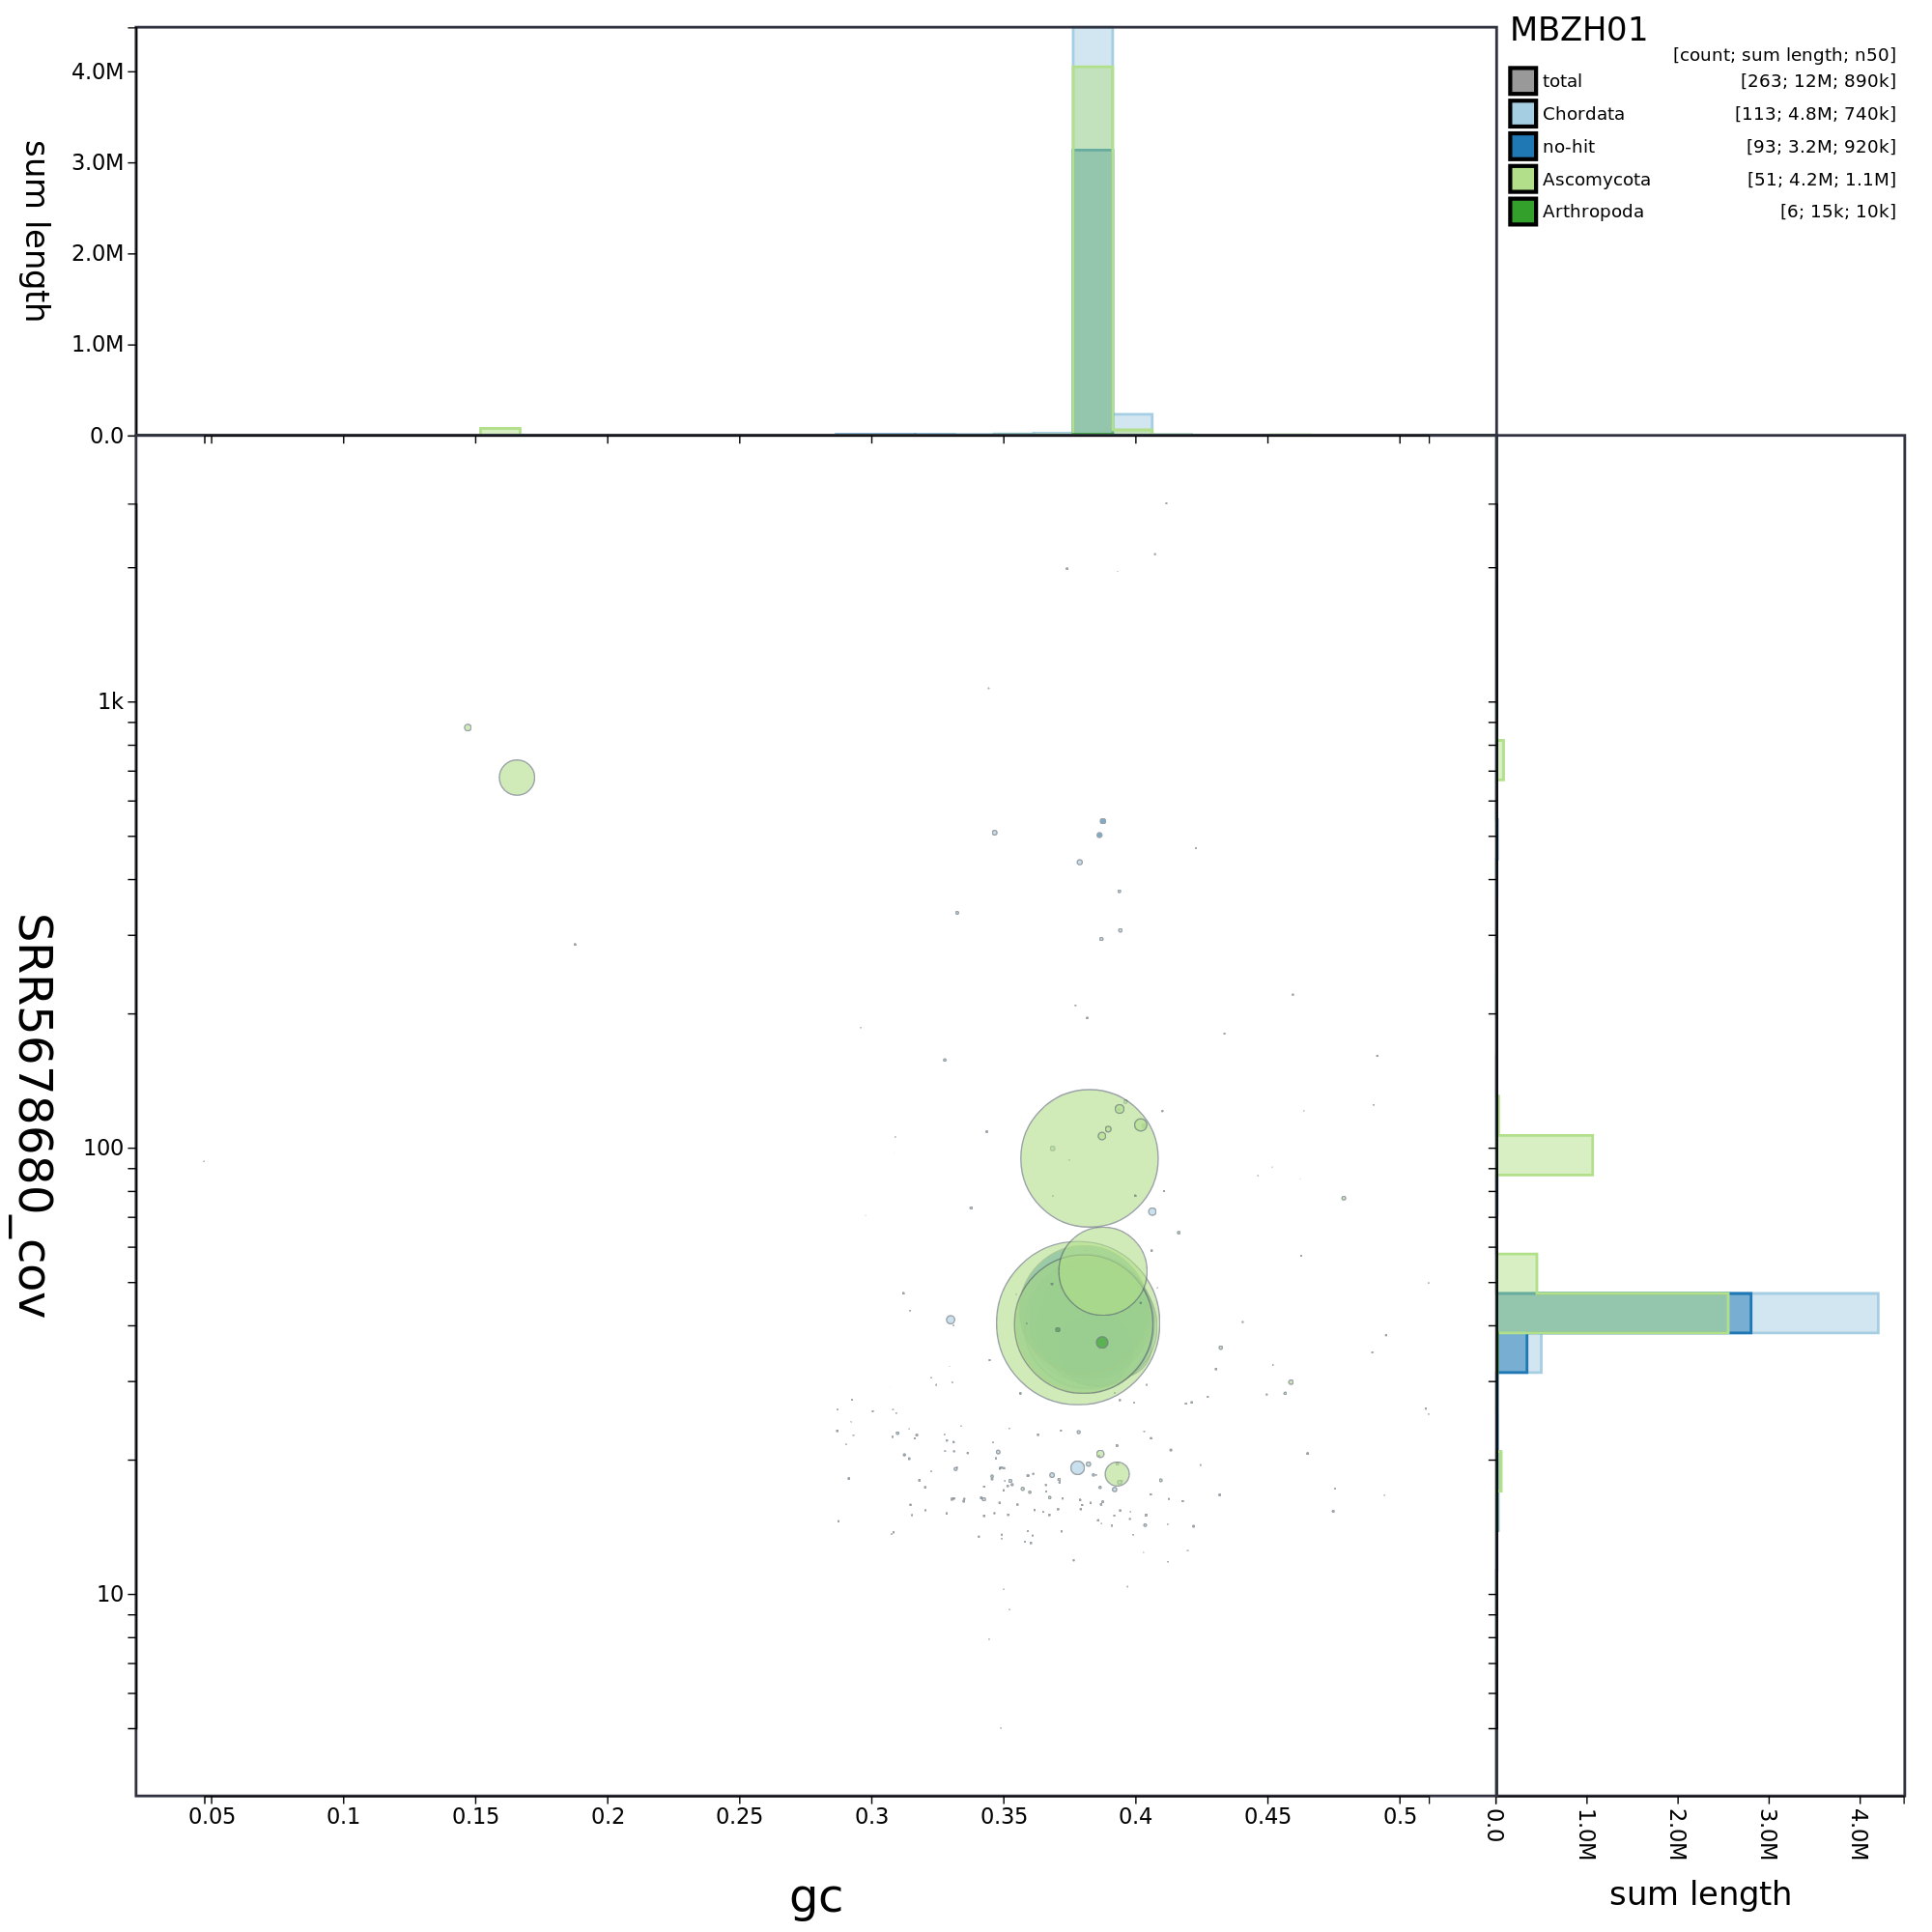 MBZH01
[count; sum length; n50]
total [263; 12M; 890k]
Chordata [113; 4.8M; 740k]
no-hit [93; 3.2M; 920k]
Ascomycota [51; 4.2M; 1.1M]
Arthropoda [6; 15k; 10k]
sum length
4.0M
3.0M
2.0M
1.0M
0.0
SRR5678680_cov
1k
100
10
0.05 0.1 0.15 0.2 0.25 0.3 0.35 0.4 0.45 0.5
gc
0.0 1.0M 2.0M 3.0M 4.0M
sum length